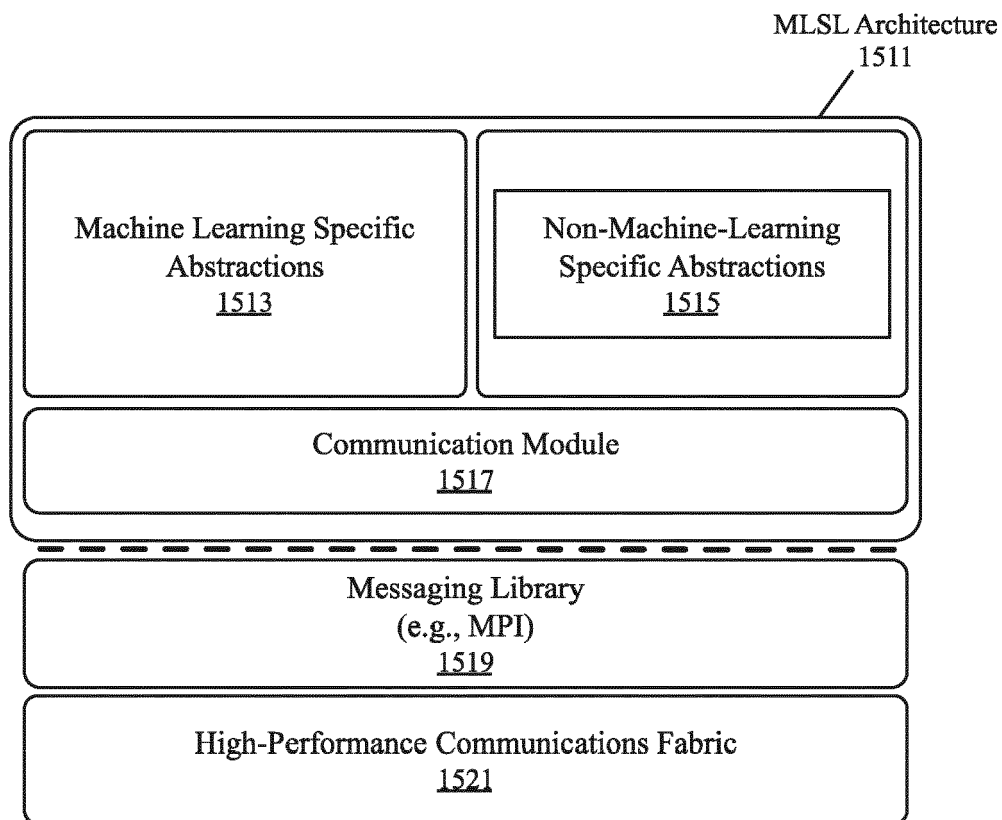 MLSL Architecture
1511
Machine Learning Specific
Abstractions
1513
Non-Machine-Learning
Specific Abstractions
1515
Communication Module
1517
Messaging Library
(e.g., MPI)
1519
High-Performance Communications Fabric
1521